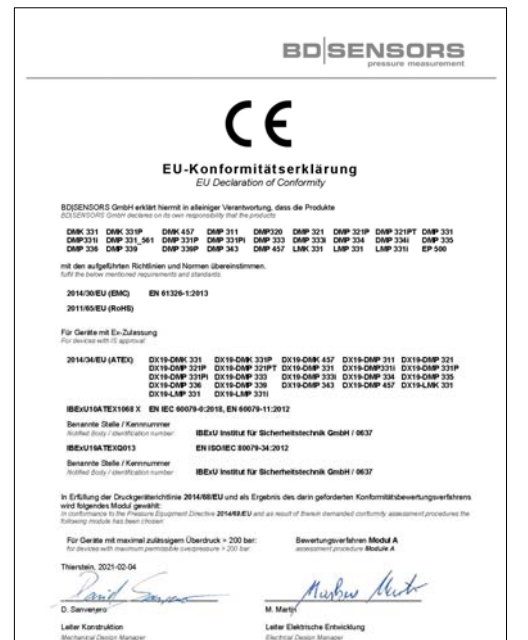 BD|SENSORS
pressure measurement
CE
EU-Konformitätserklärung
EU Declaration of Conformity
BD|SENSORS GmbH erklärt hiermit in alleiniger Verantwortung, dass die Produkte
BD|SENSORS GmbH declares on its own responsibility that the products
DMK 331 DMK 331P DMK 457 DMP 311 DMP320 DMP 321 DMP 321P DMP 321PT DMP 331
DMP331i DMP 331_561 DMP 331P DMP 331Pi DMP 333 DMP 333i DMP 334 DMP 334i DMP 335
DMP 336 DMP 339 DMP 339P DMP 343 DMP 457 LMK 331 LMP 331 LMP 331i EP 500
mit den aufgeführten Richtlinien und Normen übereinstimmen.
fulfil the below mentioned requirements and standards.
2014/30/EU (EMC) EN 61326-1:2013
2011/65/EU (RoHS)
Für Geräte mit Ex-Zulassung
For devices with IS approval
2014/34/EU (ATEX) DX19-DMK 331 DX19-DMK 331P DX19-DMK 457 DX19-DMP 311 DX19-DMP 321
DX19-DMP 321P DX19-DMP 321PT DX19-DMP 331 DX19-DMP331i DX19-DMP 331P
DX19-DMP 331Pi DX19-DMP 333 DX19-DMP 333i DX19-DMP 334 DX19-DMP 335
DX19-DMP 336 DX19-DMP 339 DX19-DMP 343 DX19-DMP 457 DX19-LMK 331
DX19-LMP 331 DX19-LMP 331i
IBExU10ATEX1068 X EN IEC 60079-0:2018, EN 60079-11:2012
Benannte Stelle / Kennnummer
Notified Body / identification number IBExU Institut für Sicherheitstechnik GmbH / 0637
IBExU19ATEXQ013 EN ISO/IEC 80079-34:2012
Benannte Stelle / Kennnummer
Notified Body / identification number IBExU Institut für Sicherheitstechnik GmbH / 0637
In Erfüllung der Druckgeräterichtlinie 2014/68/EU und als Ergebnis des darin geforderten Konformitätsbewertungsverfahrens
wird folgendes Modul gewählt:
In conformance to the Pressure Equipment Directive 2014/68/EU and as result of therein demanded conformity assessment procedures the
following module has been chosen:
Für Geräte mit maximal zulässigem Überdruck > 200 bar: Bewertungsverfahren Modul A
for devices with maximum permissible overpressure > 200 bar assessment procedure Module A
Thierstein, 2021-02-04
D. Sanvenero M. Martin
Leiter Konstruktion Leiter Elektrische Entwicklung
Mechanical Design Manager Electrical Design Manager